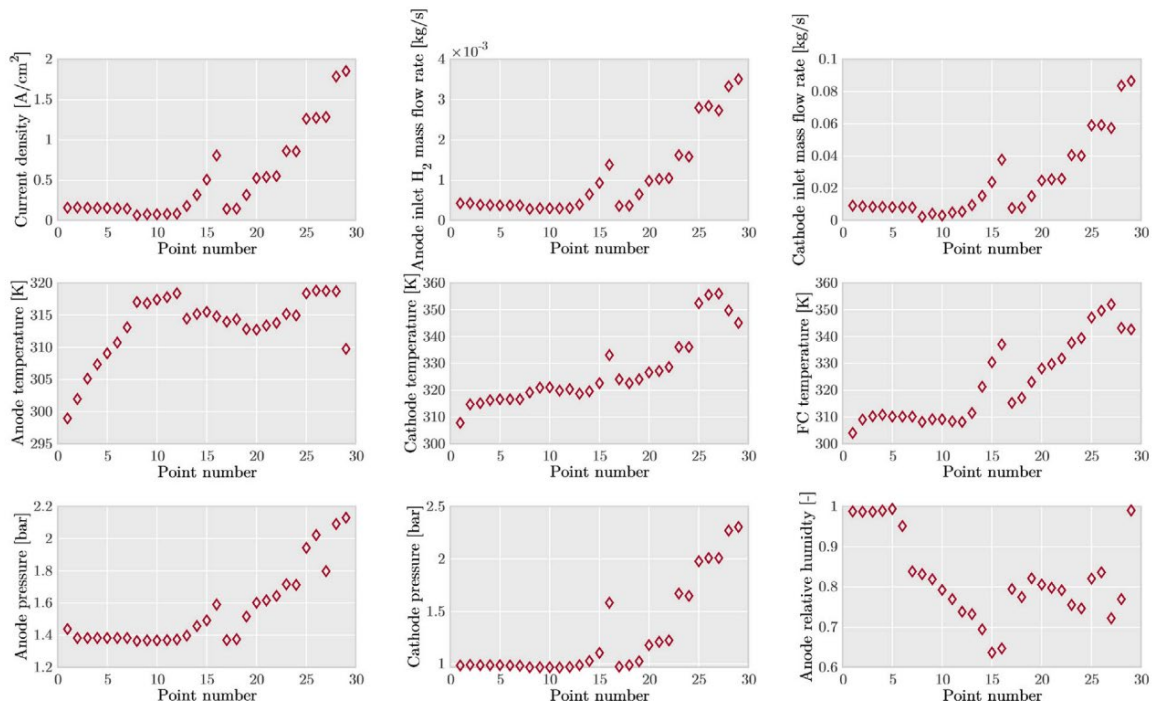 Current density [A/cm²]
2
1.5
1
0.5
0
0 5 10 15 20 25 30
Point number
Anode inlet H₂ mass flow rate [kg/s]
×10⁻³
4
3
2
1
0
0 5 10 15 20 25 30
Point number
Cathode inlet mass flow rate [kg/s]
0.1
0.08
0.06
0.04
0.02
0
0 5 10 15 20 25 30
Point number
Anode temperature [K]
320
315
310
305
300
295
0 5 10 15 20 25 30
Point number
Cathode temperature [K]
360
350
340
330
320
310
300
0 5 10 15 20 25 30
Point number
FC temperature [K]
360
350
340
330
320
310
300
0 5 10 15 20 25 30
Point number
Anode pressure [bar]
2.2
2
1.8
1.6
1.4
1.2
0 5 10 15 20 25 30
Point number
Cathode pressure [bar]
2.5
2
1.5
1
0 5 10 15 20 25 30
Point number
Anode relative humidty [-]
1
0.9
0.8
0.7
0.6
0 5 10 15 20 25 30
Point number